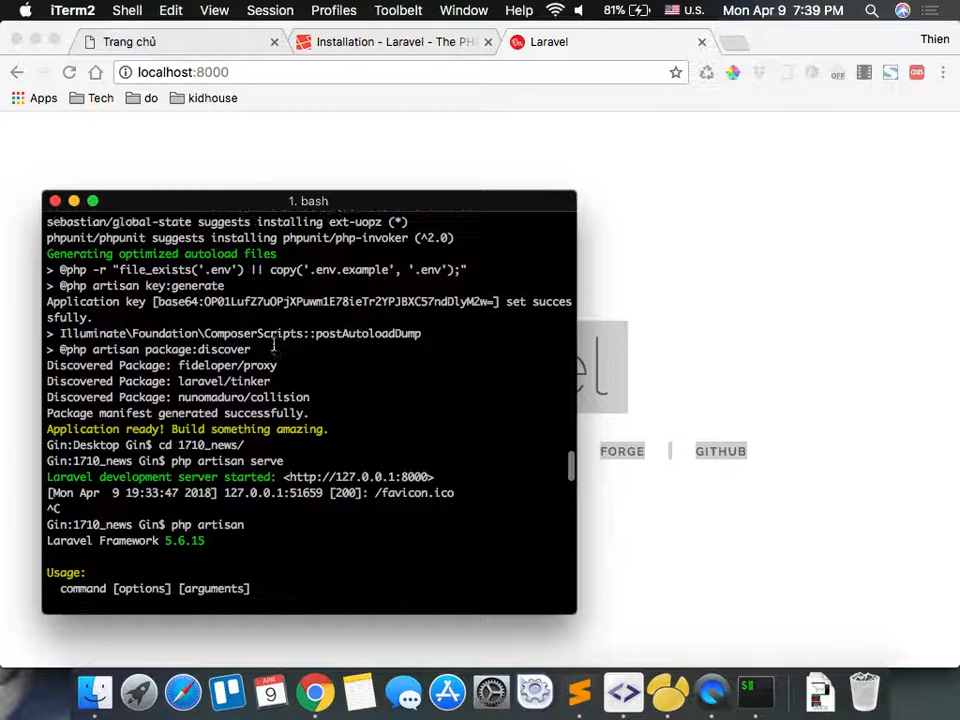 iTerm2 Shell Edit View Session Profiles Toolbelt Window Help 81% U.S. Mon Apr 9 7:39 PM
Trang chủ Installation - Laravel - The PH Laravel Thien
localhost:8000
Apps Tech do kidhouse OFF CORS
1. bash
sebastian/global-state suggests installing ext-uopz (*)
phpunit/phpunit suggests installing phpunit/php-invoker (^2.0)
Generating optimized autoload files
> @php -r "file_exists('.env') || copy('.env.example', '.env');"
> @php artisan key:generate
Application key [base64:OP01LufZ7uOPjXPuwm1E78ieTr2YPJBXC57ndDlyM2w=] set succes
sfully.
> Illuminate\Foundation\ComposerScripts::postAutoloadDump
> @php artisan package:discover
Discovered Package: fideloper/proxy
Discovered Package: laravel/tinker
Discovered Package: nunomaduro/collision
Package manifest generated successfully.
Application ready! Build something amazing.
Gin:Desktop Gin$ cd 1710_news/
Gin:1710_news Gin$ php artisan serve
Laravel development server started: <http://127.0.0.1:8000>
[Mon Apr  9 19:33:47 2018] 127.0.0.1:51659 [200]: /favicon.ico
^C
Gin:1710_news Gin$ php artisan
Laravel Framework 5.6.15
Usage:
command [options] [arguments]
el
FORGE | GITHUB
APR
9